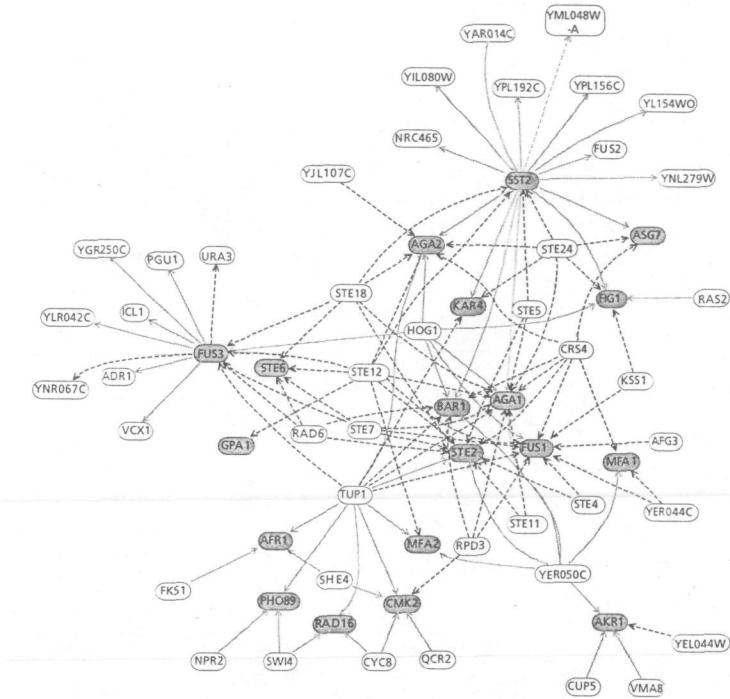 YML048W
-A
YAR014C
YIL080W
YPL192C
YPL156C
YL154WO
NRC465
FUS2
SST2
YNL279W
YJL107C
ASG7
AGA2
STE24
YGR250C
PGU1
URA3
STE18
KAR4
FIG1
RAS2
YLR042C
ICL1
STE5
HOG1
CRS4
FUS3
STE6
STE12
YNR067C
ADR1
KSS1
BAR1
AGA1
VCX1
GPA1
RAD6
STE7
STE2
FUS1
AFG3
MFA1
TUP1
STE4
YER044C
STE11
AFR1
MFA2
RPD3
FKS1
SHE4
YER050C
PHO89
CMK2
RAD16
AKR1
YEL044W
NPR2
SWI4
CYC8
QCR2
CUP5
VMA8